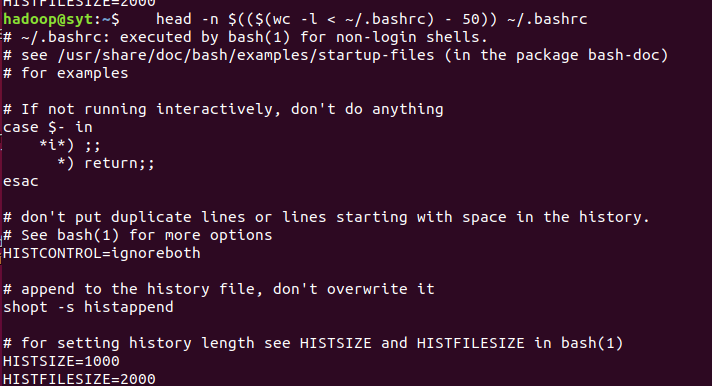 HISTFILESIZE=2000
hadoop@syt:~$    head -n $(($(wc -l < ~/.bashrc) - 50)) ~/.bashrc
# ~/.bashrc: executed by bash(1) for non-login shells.
# see /usr/share/doc/bash/examples/startup-files (in the package bash-doc)
# for examples

# If not running interactively, don't do anything
case $- in
    *i*) ;;
      *) return;;
esac

# don't put duplicate lines or lines starting with space in the history.
# See bash(1) for more options
HISTCONTROL=ignoreboth

# append to the history file, don't overwrite it
shopt -s histappend

# for setting history length see HISTSIZE and HISTFILESIZE in bash(1)
HISTSIZE=1000
HISTFILESIZE=2000